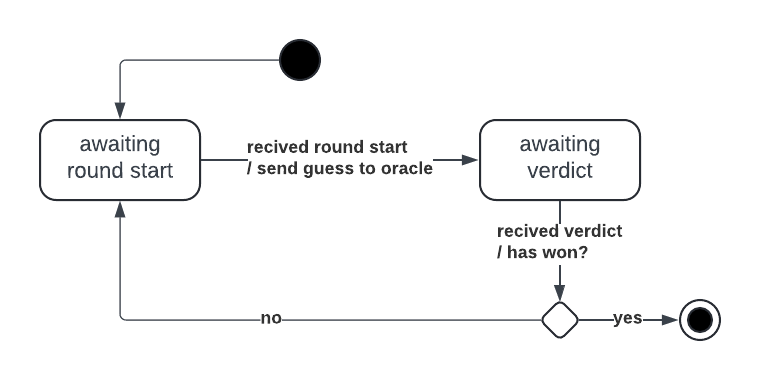 awaiting
round start
recived round start
/ send guess to oracle
awaiting
verdict
recived verdict
/ has won?
no
yes